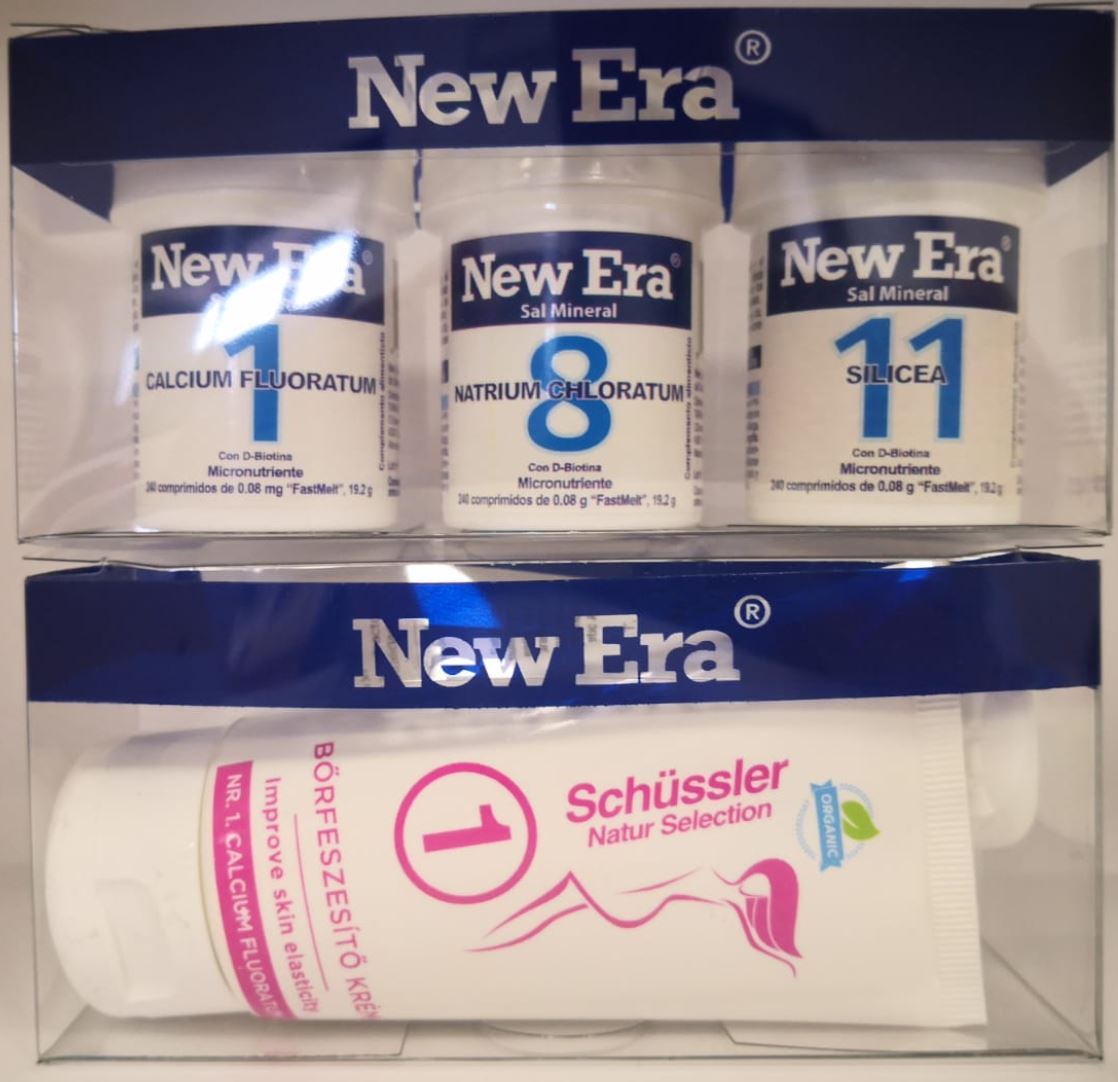 New Era®
New Era®
1
CALCIUM FLUORATUM
Con D-Biotina
Micronutriente
240 comprimidos de 0.08 mg "FastMelt", 19.2 g
New Era®
Sal Mineral
8
NATRIUM CHLORATUM
Con D-Biotina
Micronutriente
240 comprimidos de 0.08 g "FastMelt", 19.2 g
Complemento alimenticio
New Era®
Sal Mineral
11
SILICEA
Con D-Biotina
Micronutriente
240 comprimidos de 0,08 g "FastMelt", 19,2 g
New Era®
Schüssler
Natur Selection
ORGANIC
1
BŐRFESZESÍTŐ KRÉM
Improve skin elasticity
NR. 1. CALCIUM FLUORAT